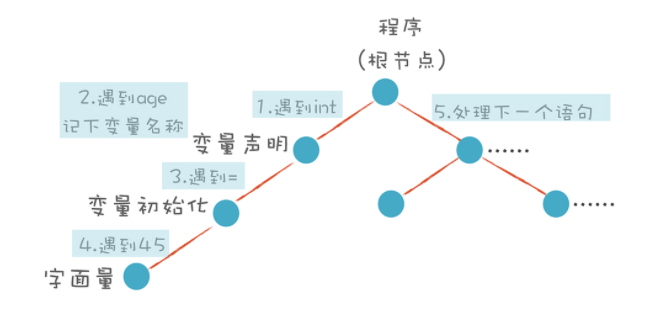 程序
(根节点)
1.遇到int
2.遇到age
记下变量名称
变量声明
3.遇到=
变量初始化
4.遇到45
字面量
5.处理下一个语句
······
······